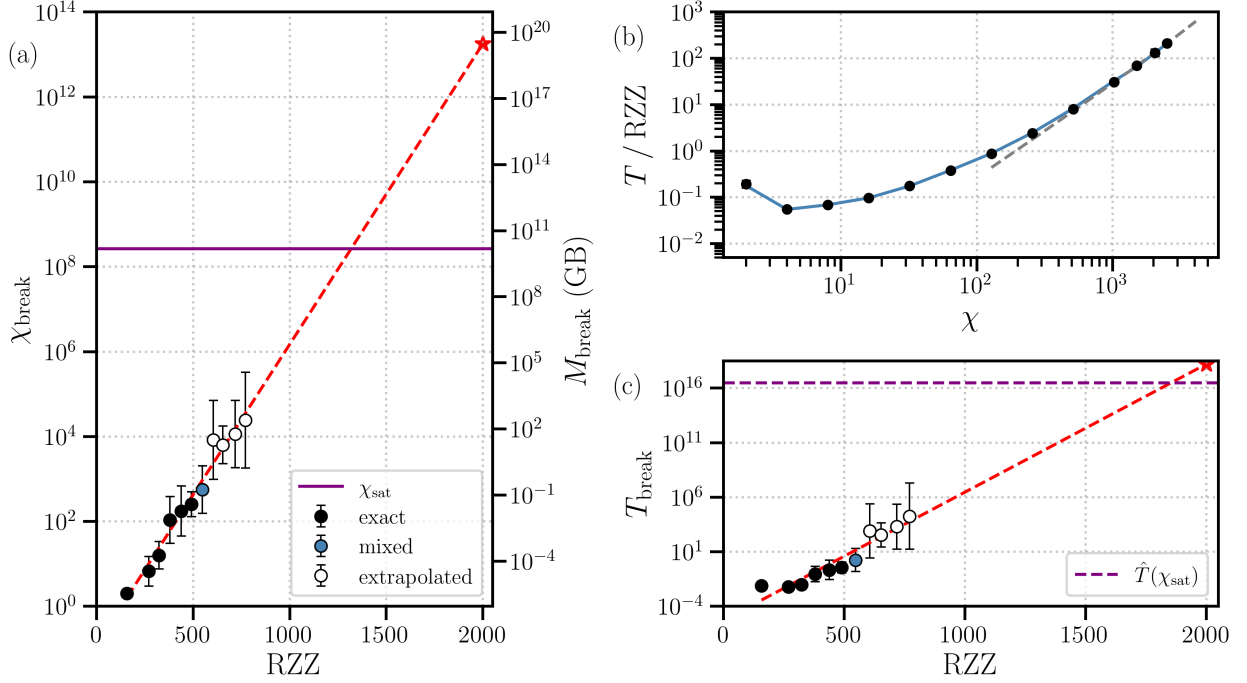 (a)
χ_break
10^14
10^12
10^10
10^8
10^6
10^4
10^2
10^0
0 500 1000 1500 2000
RZZ
10^20
10^17
10^14
10^11
10^8
10^5
10^2
10^−1
10^−4
M_break (GB)
χ_sat
exact
mixed
extrapolated
(b)
T / RZZ
10^3
10^2
10^1
10^0
10^−1
10^−2
10^1 10^2 10^3
χ
(c)
T_break
10^16
10^11
10^6
10^1
10^−4
T̂(χ_sat)
0 500 1000 1500 2000
RZZ